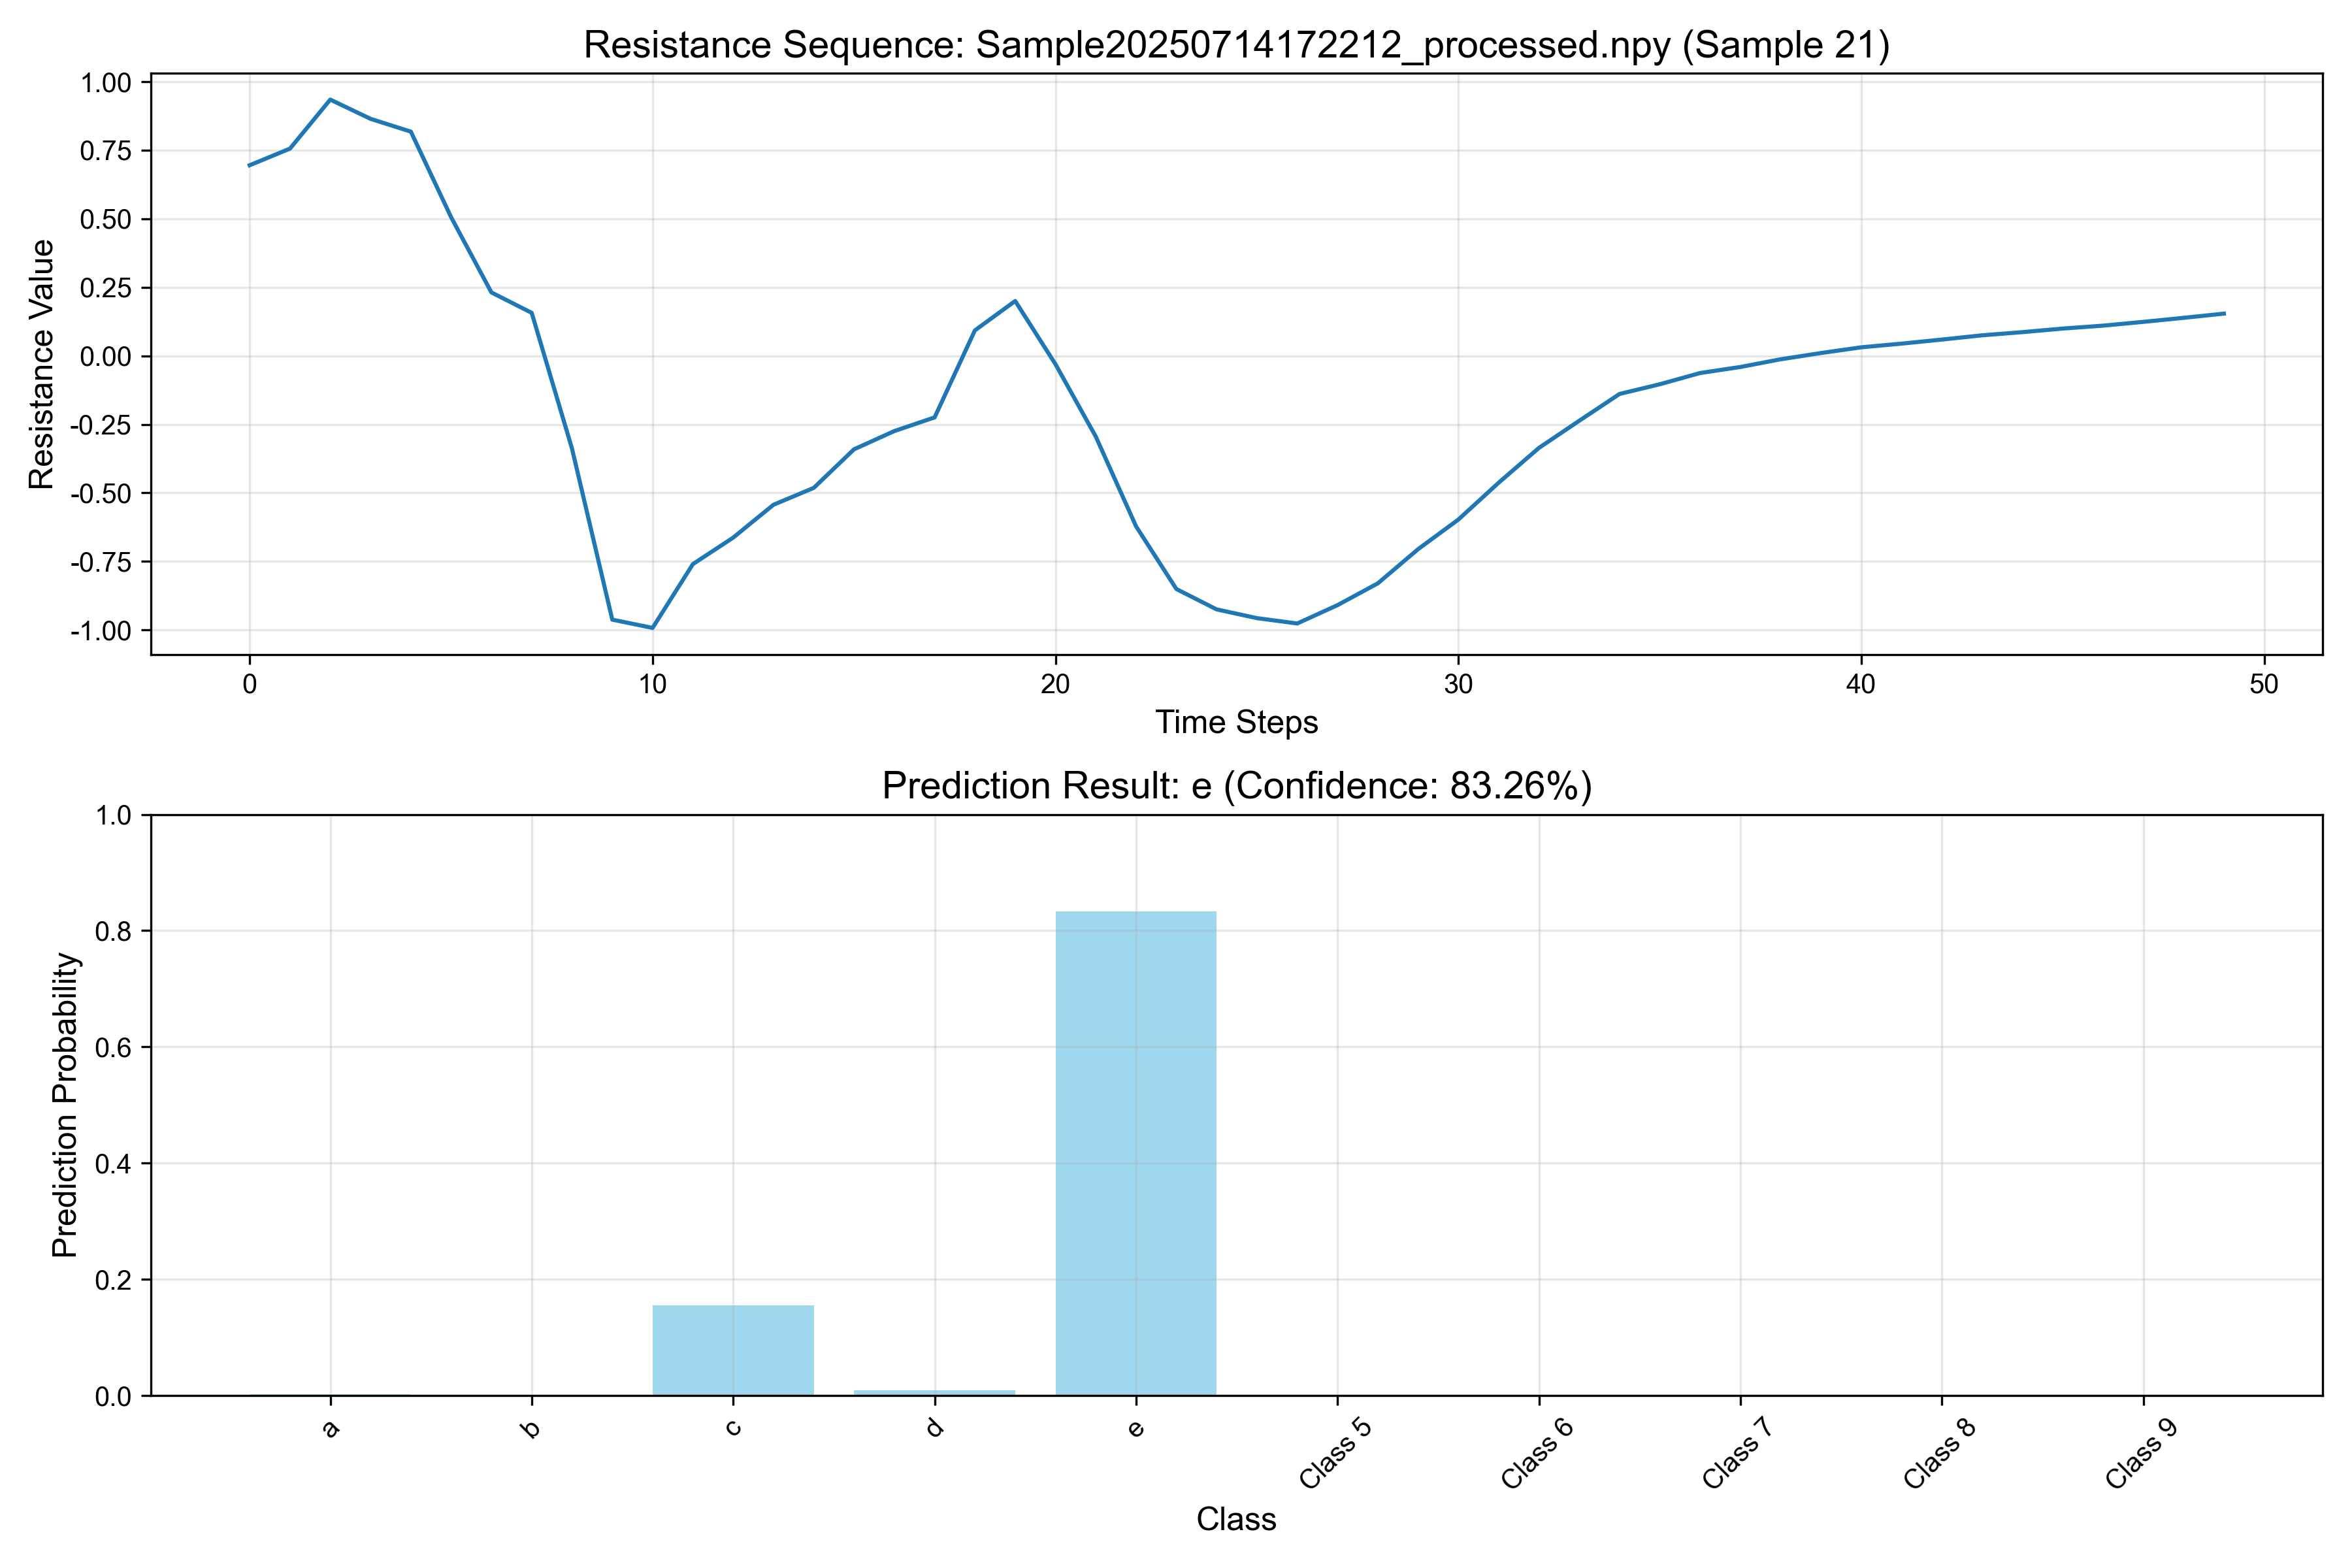 Resistance Sequence: Sample20250714172212_processed.npy (Sample 21)
Resistance Value
1.00
0.75
0.50
0.25
0.00
-0.25
-0.50
-0.75
-1.00
0 10 20 30 40 50
Time Steps
Prediction Result: e (Confidence: 83.26%)
Prediction Probability
1.0
0.8
0.6
0.4
0.2
0.0
a b c d e Class 5 Class 6 Class 7 Class 8 Class 9
Class